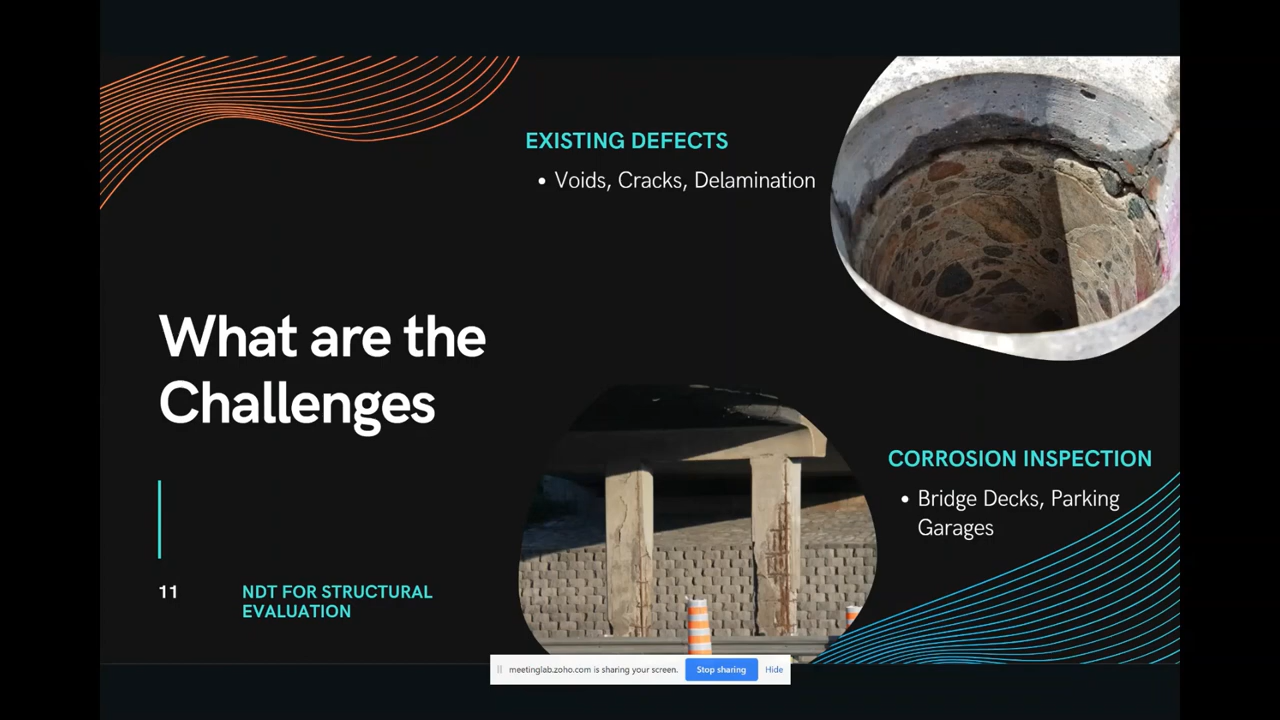 EXISTING DEFECTS
• Voids, Cracks, Delamination
What are the
Challenges
CORROSION INSPECTION
• Bridge Decks, Parking
Garages
11
NDT FOR STRUCTURAL
EVALUATION
meetinglab.zoho.com is sharing your screen.
Stop sharing
Hide